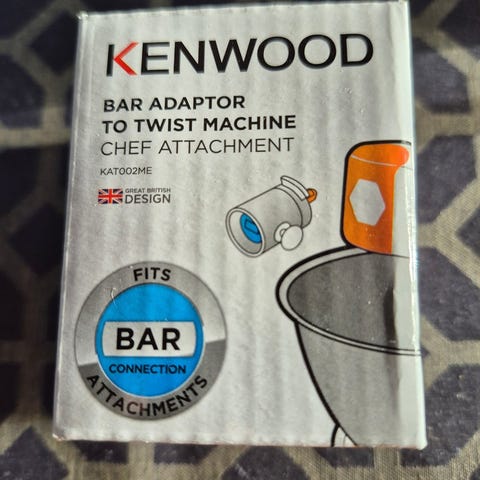 KENWOOD
BAR ADAPTOR
TO TWIST MACHINE
CHEF ATTACHMENT
KAT002ME
GREAT BRITISH
DESIGN
FITS
BAR
CONNECTION
ATTACHMENTS